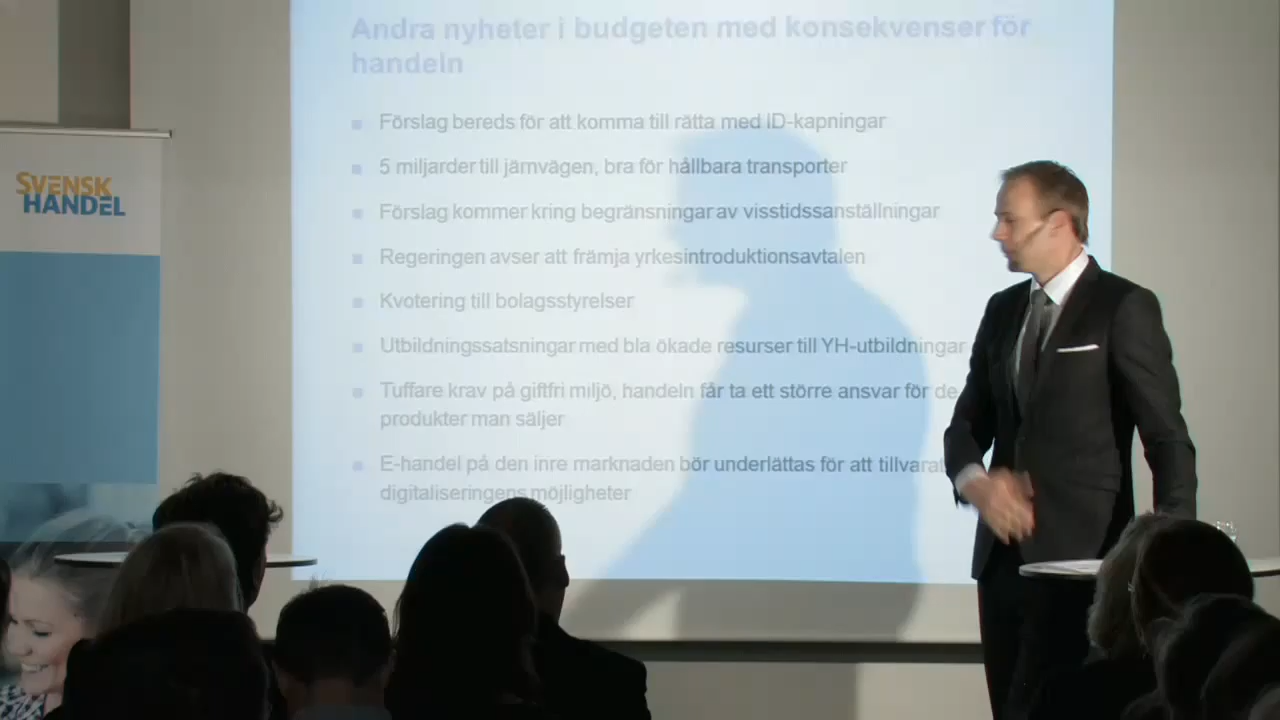 Andra nyheter i budgeten med konsekvenser för
handeln
Förslag bereds för att komma till rätta med ID-kapningar
5 miljarder till järnvägen, bra för hållbara transporter
Förslag kommer kring begränsningar av visstidssanställningar
Regeringen avser att främja yrkesintroduktionsavtalen
Kvotering till bolagsstyrelser
Utbildningssatsningar med bla ökade resurser till YH-utbildningar
Tuffare krav på giftfri miljö, handeln får ta ett större ansvar för de
produkter man säljer
E-handel på den inre marknaden bör underlättas för att
digitaliseringens möjligheter
SVENSK
HANDEL